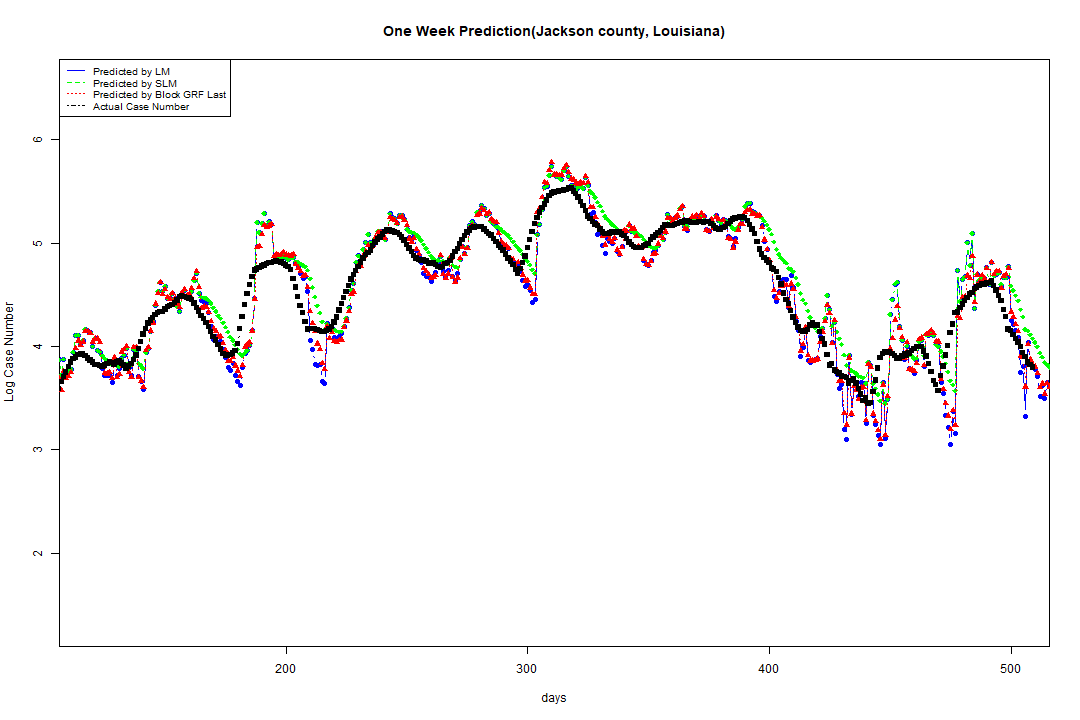 One Week Prediction(Jackson county, Louisiana)
Predicted by LM
Predicted by SLM
Predicted by Block GRF Last
Actual Case Number
Log Case Number
6
5
4
3
2
200
300
400
500
days